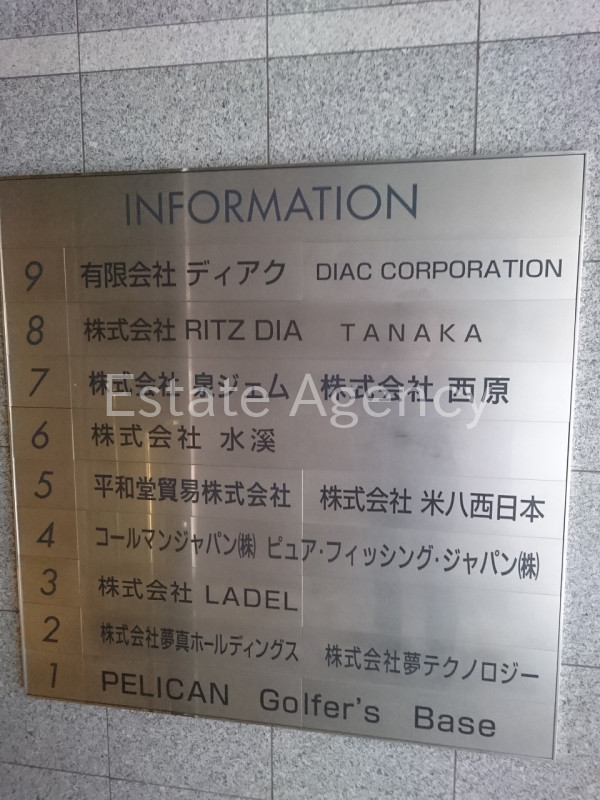 INFORMATION
9 有限会社 ディアク DIAC CORPORATION
8 株式会社 RITZ DIA TANAKA
7 株式会社 泉ジェム 株式会社 西原
Estate Agency
6 株式会社 水溪
5 平和堂貿易株式会社 株式会社 米八西日本
4 コールマンジャパン㈱ ピュア・フィッシング・ジャパン㈱
3 株式会社 LADEL
2 株式会社夢真ホールディングス 株式会社夢テクノロジー
1 PELICAN Golfer's Base